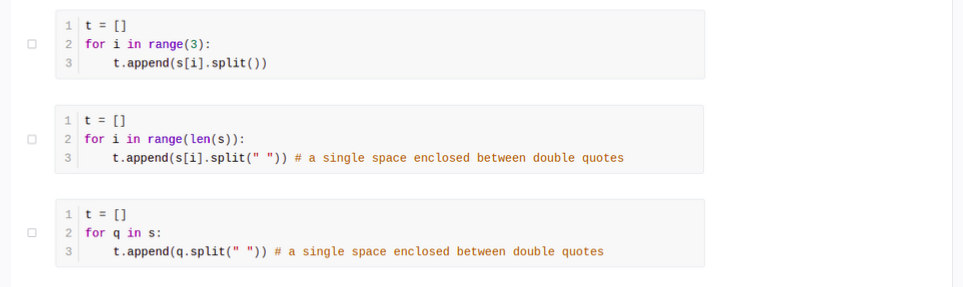 1 t = []
2 for i in range(3):
3     t.append(s[i].split())
1 t = []
2 for i in range(len(s)):
3     t.append(s[i].split(" ")) # a single space enclosed between double quotes
1 t = []
2 for q in s:
3     t.append(q.split(" ")) # a single space enclosed between double quotes